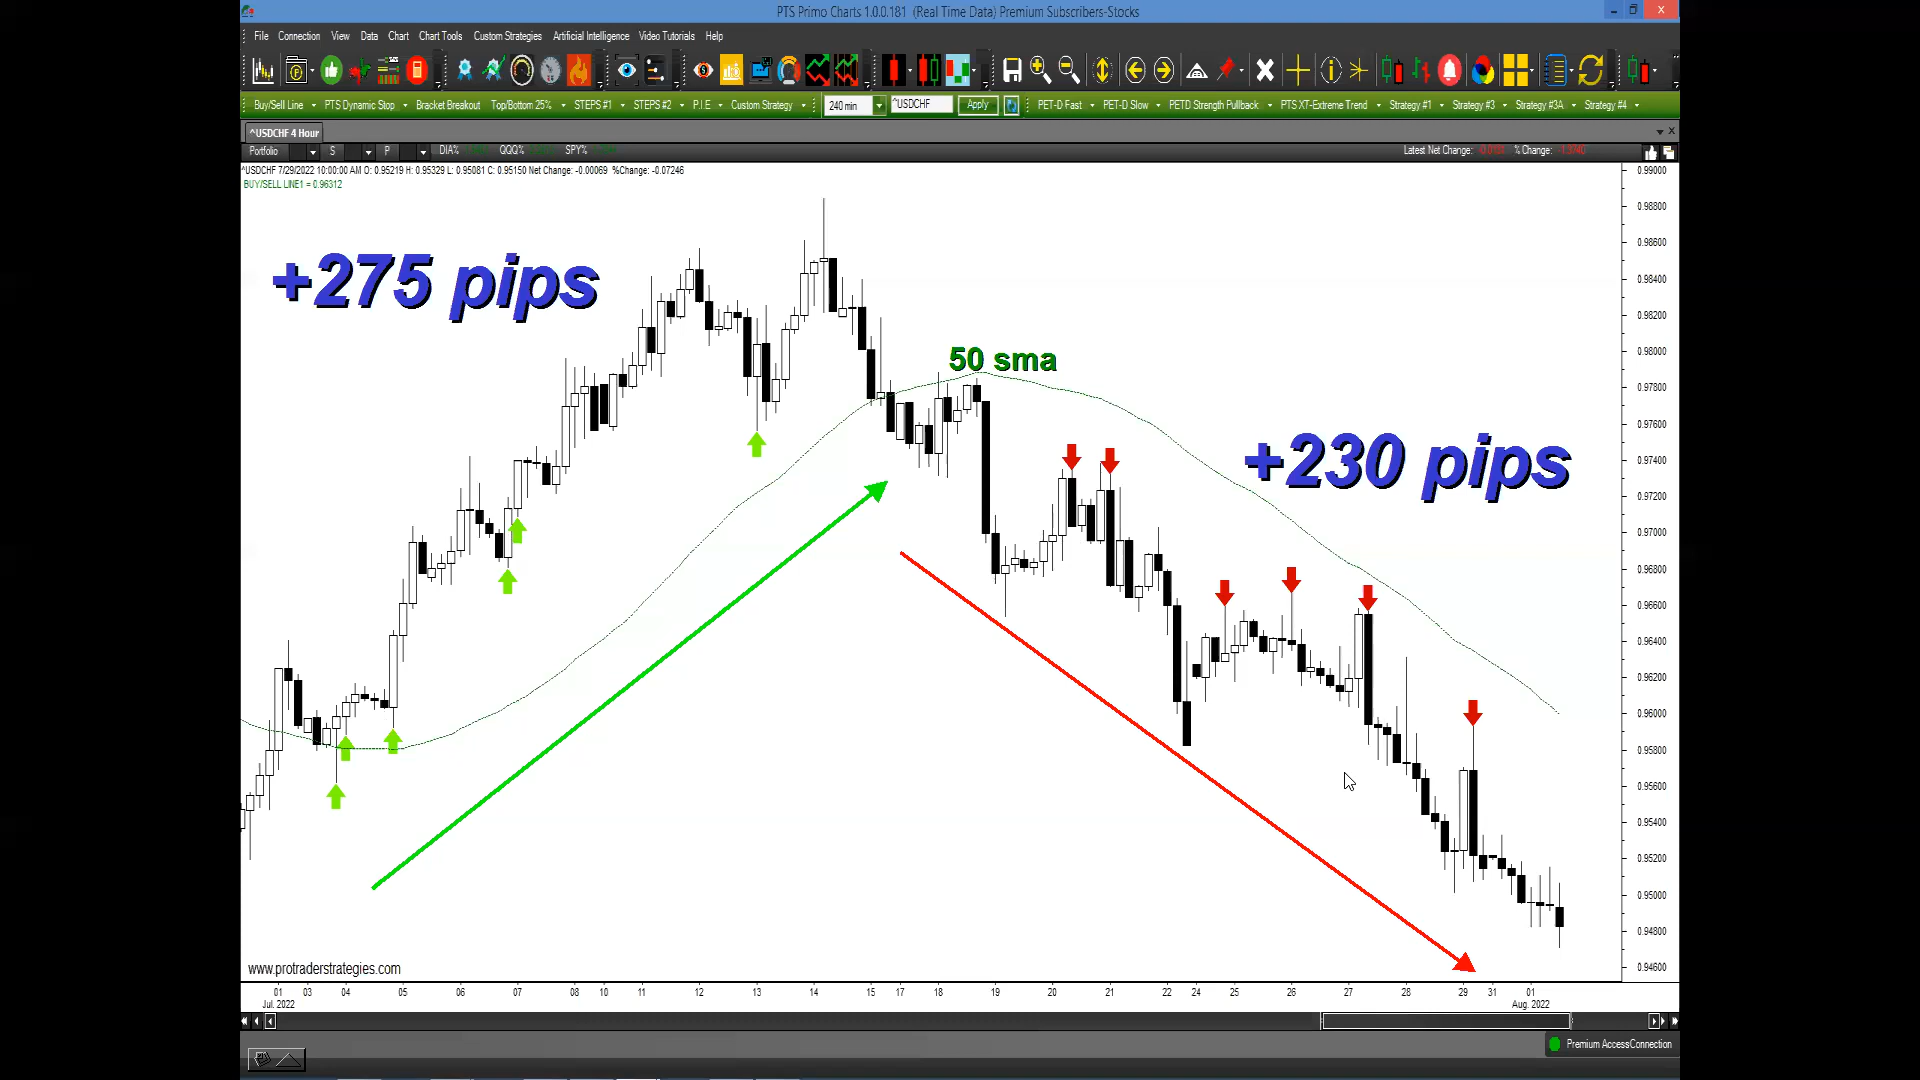 PTS Primo Charts 1.0.0.181 (Real Time Data) Premium Subscribers-Stocks
File Connection View Data Chart Chart Tools Custom Strategies Artificial Intelligence Video Tutorials Help
Buy/Sell Line PTS Dynamic Stop Bracket Breakout Top/Bottom 25% STEPS #1 STEPS #2 P.I.E Custom Strategy 240 min ^USDCHF Apply PET-D Fast PET-D Slow PETD Strength Pullback PTS XT-Extreme Trend Strategy #1 Strategy #3 Strategy #3A Strategy #4
^USDCHF 4 Hour
Portfolio S P DIA% QQQ% SPY% Latest Net Change: % Change:
^USDCHF 7/29/2022 10:00:00 AM O: 0.95219 H: 0.95329 L: 0.95081 C: 0.95150 Net Change: -0.00069 %Change: -0.07246
BUY/SELL LINE1 = 0.96312
+275 pips
50 sma
+230 pips
0.99000
0.98800
0.98600
0.98400
0.98200
0.98000
0.97800
0.97600
0.97400
0.97200
0.97000
0.96800
0.96600
0.96400
0.96200
0.96000
0.95800
0.95600
0.95400
0.95200
0.95000
0.94800
0.94600
www.protraderstrategies.com
01 03 04 05 06 07 08 10 11 12 13 14 15 17 18 19 20 21 22 24 25 26 27 28 29 31 01
Jul. 2022 Aug. 2022
Premium AccessConnection